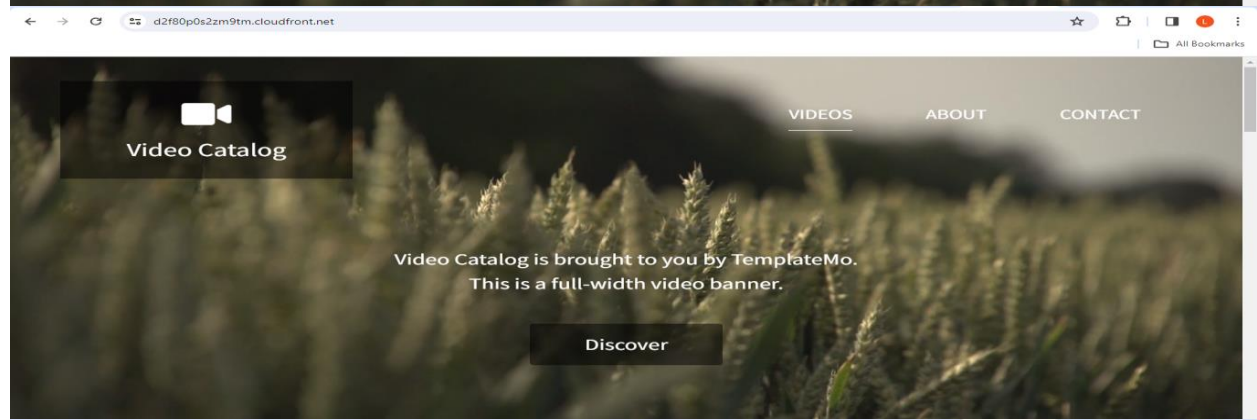 d2f80p0s2zm9tm.cloudfront.net
L
All Bookmarks
VIDEOS ABOUT CONTACT
Video Catalog
Video Catalog is brought to you by TemplateMo.
This is a full-width video banner.
Discover